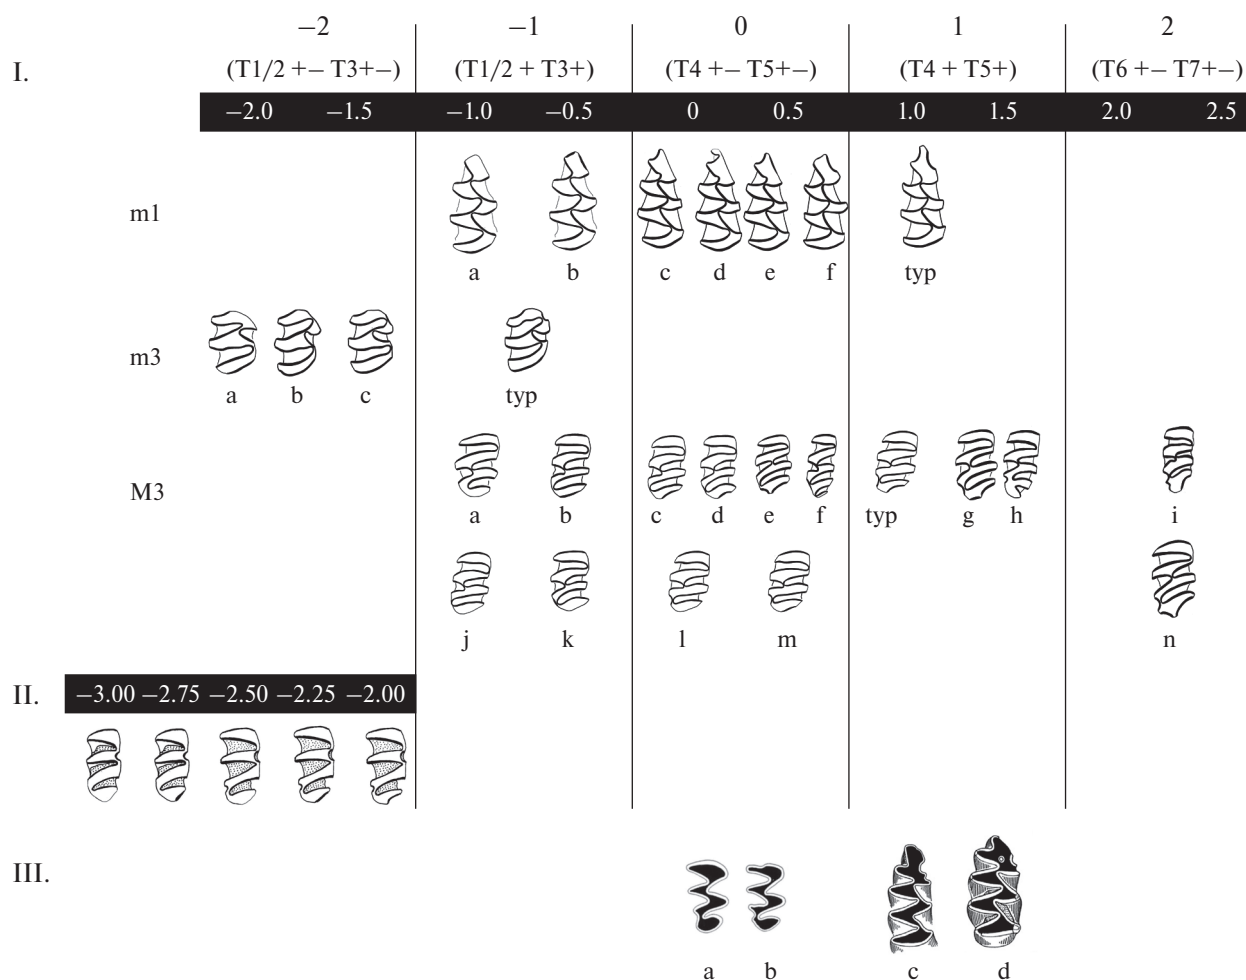 −2 −1 0 1 2
I. (T1/2 +− T3+−) (T1/2 + T3+) (T4 +− T5+−) (T4 + T5+) (T6 +− T7+−)
−2.0 −1.5 −1.0 −0.5 0 0.5 1.0 1.5 2.0 2.5
m1
a b c d e f typ
m3
a b c typ
M3
a b c d e f typ g h i
j k l m n
II. −3.00 −2.75 −2.50 −2.25 −2.00
III.
a b c d